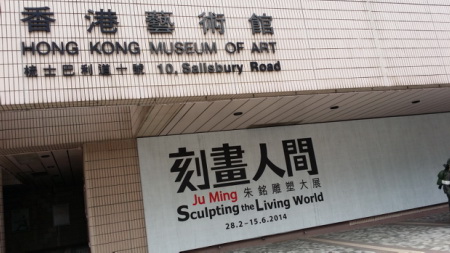 香港藝術館
HONG KONG MUSEUM OF ART
梳士巴利道十號 10, Salisbury Road
刻畫人間
Ju Ming 朱銘雕塑大展
Sculpting the Living World
28.2-15.6.2014